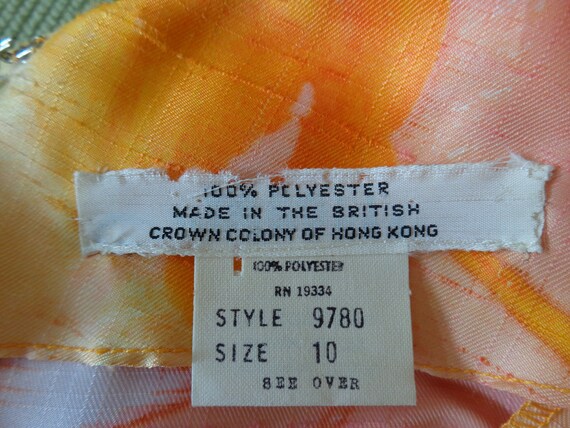 100% POLYESTER
MADE IN THE BRITISH
CROWN COLONY OF HONG KONG
100% POLYESTER
RN 19334
STYLE 9780
SIZE 10
SEE OVER